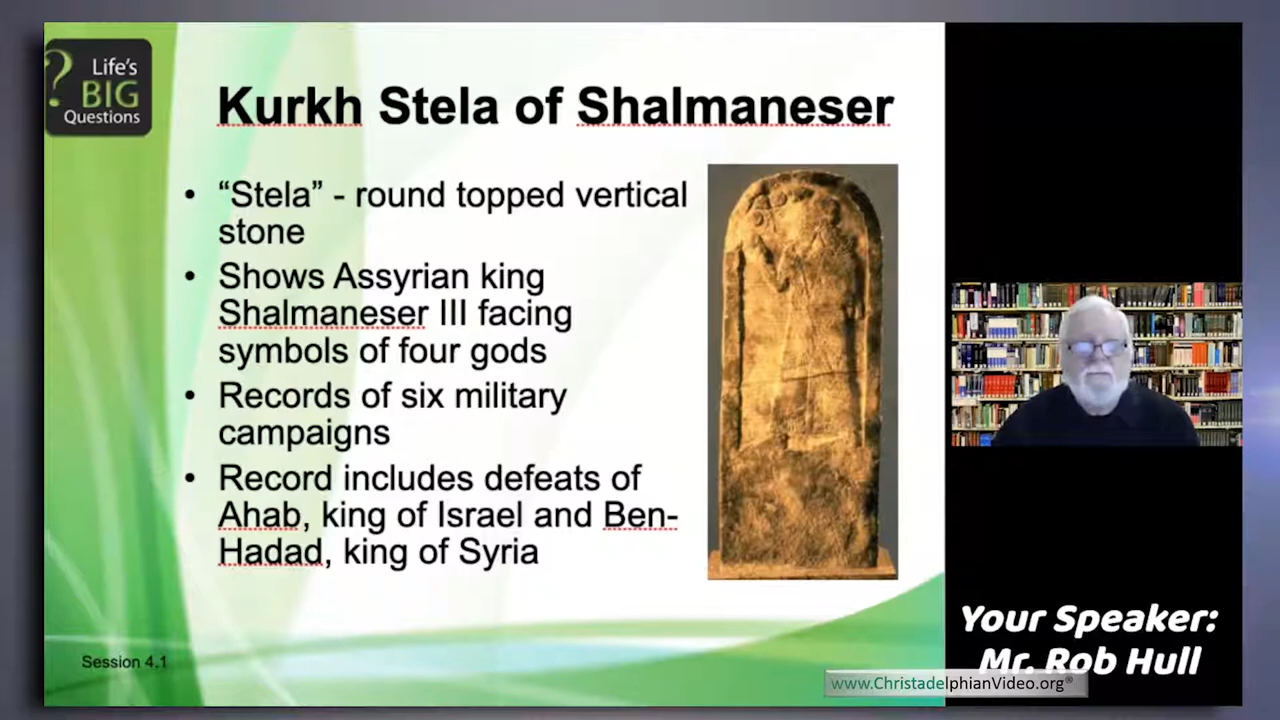 ?
Life's
BIG
Questions
Kurkh Stela of Shalmaneser
• “Stela” - round topped vertical
stone
• Shows Assyrian king
Shalmaneser III facing
symbols of four gods
• Records of six military
campaigns
• Record includes defeats of
Ahab, king of Israel and Ben-
Hadad, king of Syria
Session 4.1
Your Speaker:
Mr. Rob Hull
www.ChristadelphianVideo.org®